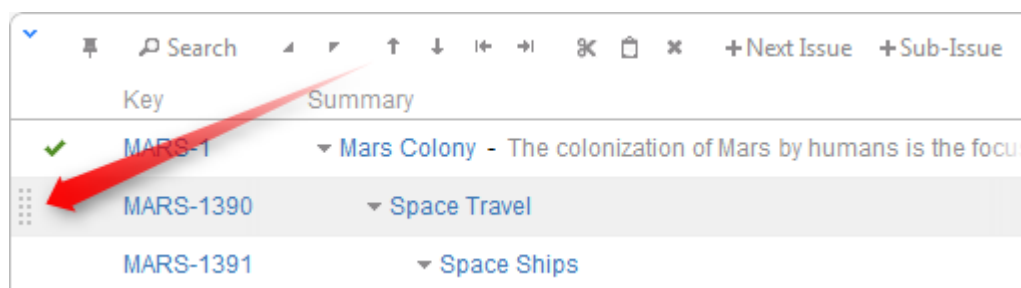 Search +Next Issue +Sub-Issue
Key Summary
MARS-1 Mars Colony - The colonization of Mars by humans is the focu
MARS-1390 Space Travel
MARS-1391 Space Ships